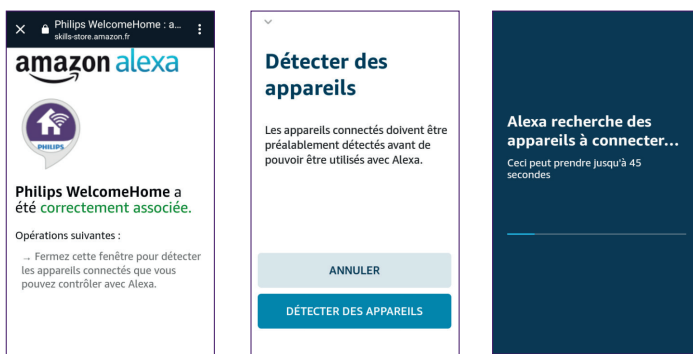 Philips WelcomeHome : a...
skills-store.amazon.fr
amazon alexa
PHILIPS
Philips WelcomeHome a
été correctement associée.
Opérations suivantes :
→ Fermez cette fenêtre pour détecter
les appareils connectés que vous
pouvez contrôler avec Alexa.
Détecter des
appareils
Les appareils connectés doivent être
préalablement détectés avant de
pouvoir être utilisés avec Alexa.
ANNULER
DÉTECTER DES APPAREILS
Alexa recherche des
appareils à connecter...
Ceci peut prendre jusqu'à 45
secondes